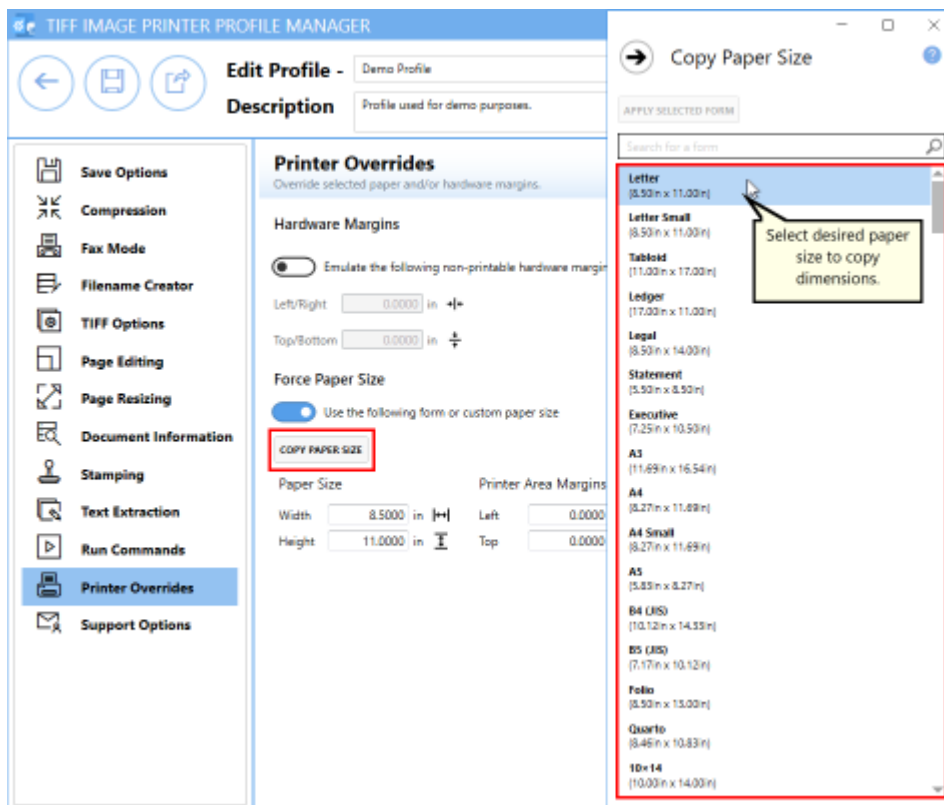 TIFF IMAGE PRINTER PROFILE MANAGER
Edit Profile - Demo Profile
Description Profile used for demo purposes.
Save Options
Compression
Fax Mode
Filename Creator
TIFF Options
Page Editing
Page Resizing
Document Information
Stamping
Text Extraction
Run Commands
Printer Overrides
Support Options
Printer Overrides
Override selected paper and/or hardware margins.
Hardware Margins
Emulate the following non-printable hardware margin
Left/Right 0.0000 in
Top/Bottom 0.0000 in
Force Paper Size
Use the following form or custom paper size
COPY PAPER SIZE
Paper Size Printer Area Margins
Width 8.5000 in Left 0.0000
Height 11.0000 in Top 0.0000
Copy Paper Size
?
APPLY SELECTED FORM
Search for a form
Letter
(8.50in x 11.00in)
Letter Small
(8.50in x 11.00in)
Tabloid
(11.00in x 17.00in)
Ledger
(17.00in x 11.00in)
Legal
(8.50in x 14.00in)
Statement
(5.50in x 8.50in)
Executive
(7.25in x 10.50in)
A3
(11.69in x 16.54in)
A4
(8.27in x 11.69in)
A4 Small
(8.27in x 11.69in)
A5
(5.83in x 8.27in)
B4 (JIS)
(10.12in x 14.33in)
B5 (JIS)
(7.17in x 10.12in)
Folio
(8.50in x 13.00in)
Quarto
(8.46in x 10.83in)
10×14
(10.00in x 14.00in)
Select desired paper
size to copy
dimensions.